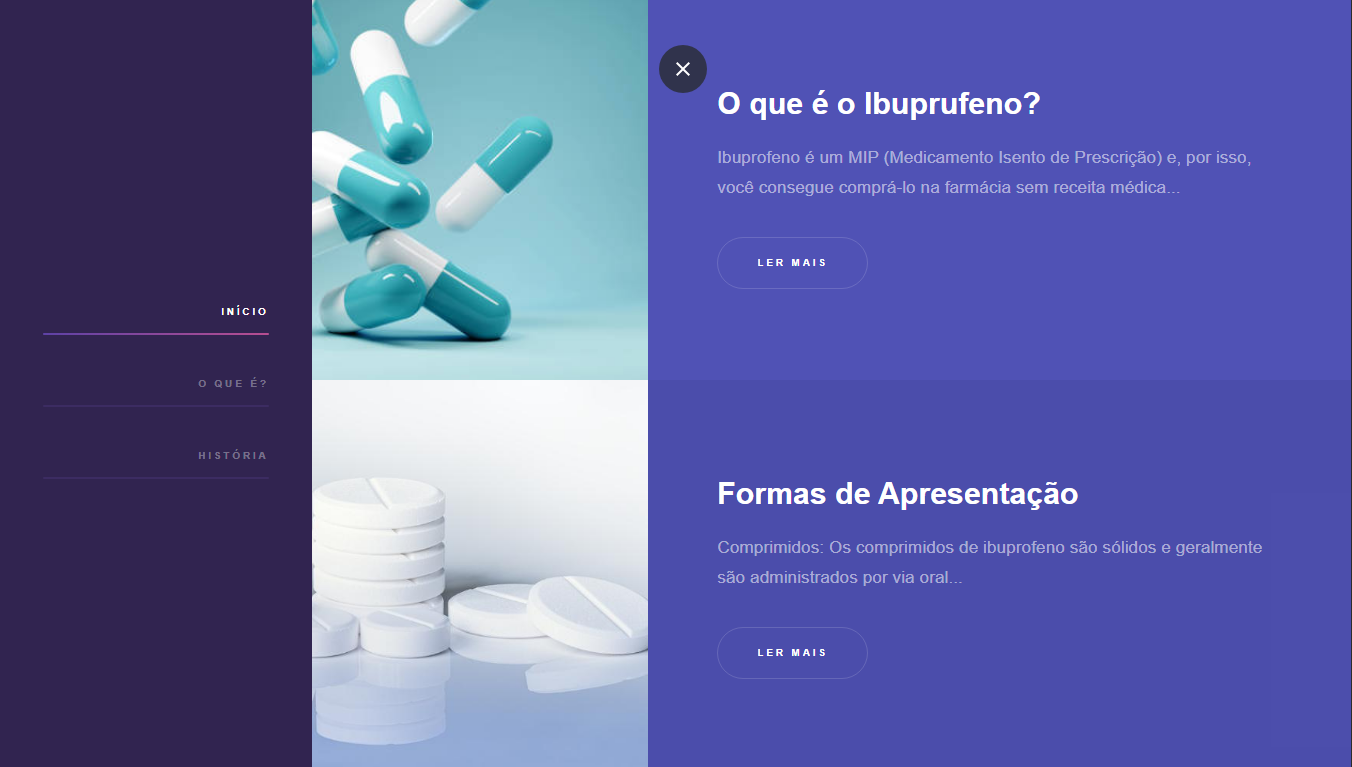 INÍCIO
O QUE É?
HISTÓRIA
O que é o Ibuprufeno?
Ibuprofeno é um MIP (Medicamento Isento de Prescrição) e, por isso,
você consegue comprá-lo na farmácia sem receita médica...
LER MAIS
Formas de Apresentação
Comprimidos: Os comprimidos de ibuprofeno são sólidos e geralmente
são administrados por via oral...
LER MAIS